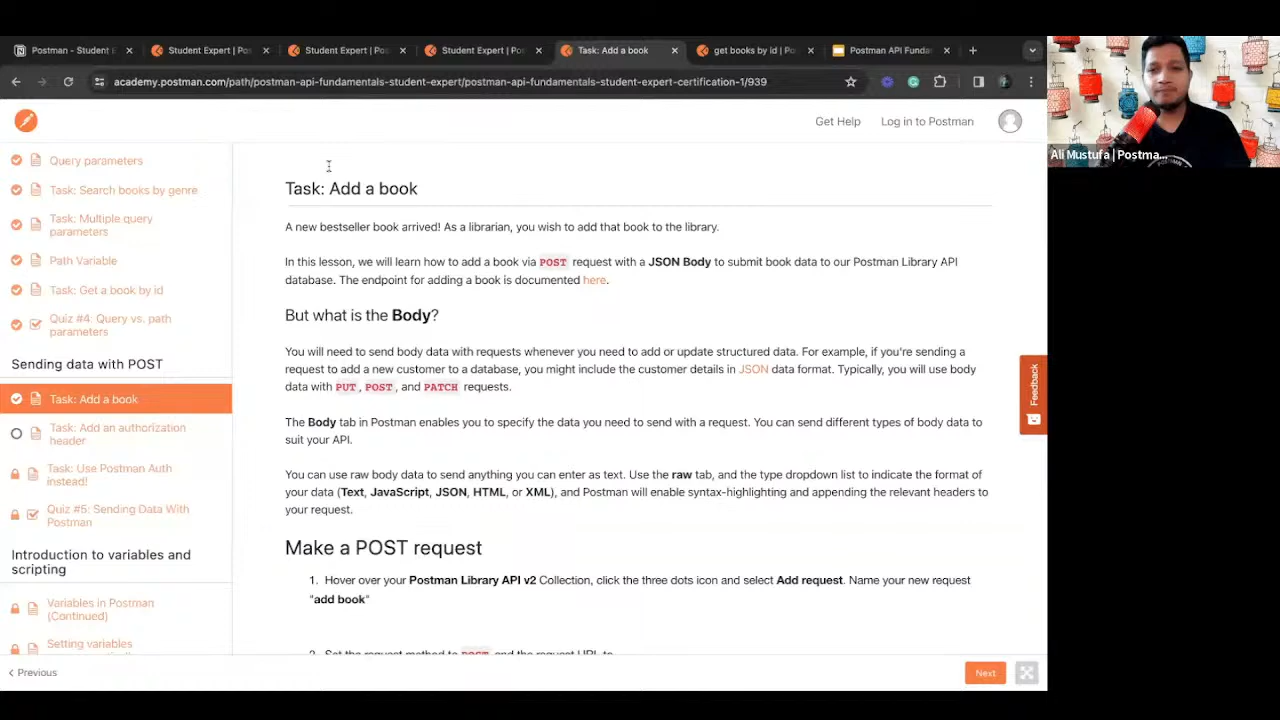 Postman - Student E
Student Expert | Pos
Student Expert | Pos
Student Expert | Pos
Task: Add a book
get books by id | Po
Postman API Funda
academy.postman.com/path/postman-api-fundamentals-student-expert/postman-api-fundamentals-student-expert-certification-1/939
Get Help
Log in to Postman
Ali Mustufa | Postma...
Query parameters
Task: Search books by genre
Task: Multiple query
parameters
Path Variable
Task: Get a book by id
Quiz #4: Query vs. path
parameters
Sending data with POST
Task: Add a book
Task: Add an authorization
header
Task: Use Postman Auth
instead!
Quiz #5: Sending Data With
Postman
Introduction to variables and
scripting
Variables in Postman
(Continued)
Setting variables
Task: Add a book
A new bestseller book arrived! As a librarian, you wish to add that book to the library.
In this lesson, we will learn how to add a book via POST request with a JSON Body to submit book data to our Postman Library API
database. The endpoint for adding a book is documented here.
But what is the Body?
You will need to send body data with requests whenever you need to add or update structured data. For example, if you're sending a
request to add a new customer to a database, you might include the customer details in JSON data format. Typically, you will use body
data with PUT, POST, and PATCH requests.
The Body tab in Postman enables you to specify the data you need to send with a request. You can send different types of body data to
suit your API.
You can use raw body data to send anything you can enter as text. Use the raw tab, and the type dropdown list to indicate the format of
your data (Text, JavaScript, JSON, HTML, or XML), and Postman will enable syntax-highlighting and appending the relevant headers to
your request.
Make a POST request
1. Hover over your Postman Library API v2 Collection, click the three dots icon and select Add request. Name your new request
"add book"
2. Set the request method to POST and the request URL to
Feedback
Previous
Next